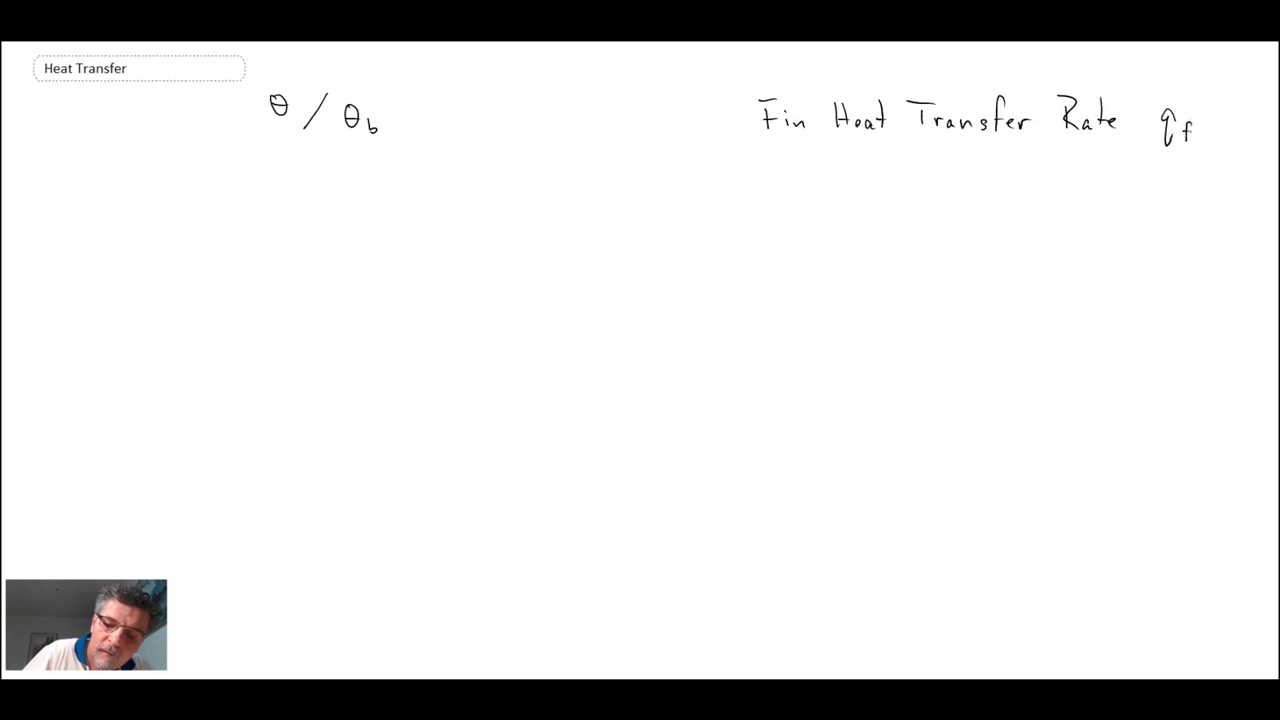 Heat Transfer
θ / θb
Fin Heat Transfer Rate qf